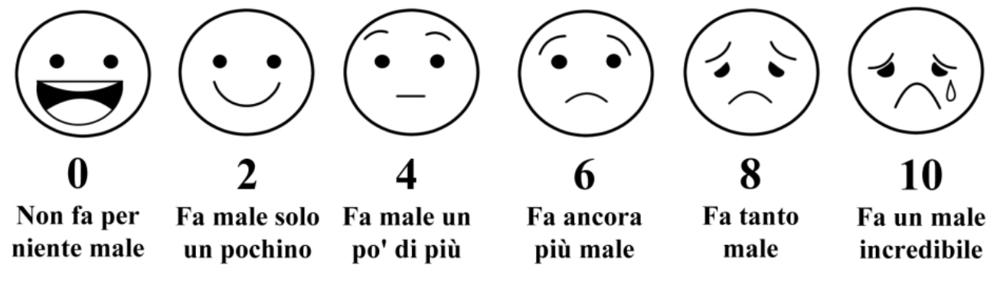 0 2 4 6 8 10
Non fa per Fa male solo Fa male un Fa ancora Fa tanto Fa un male
niente male un pochino po' di più più male male incredibile